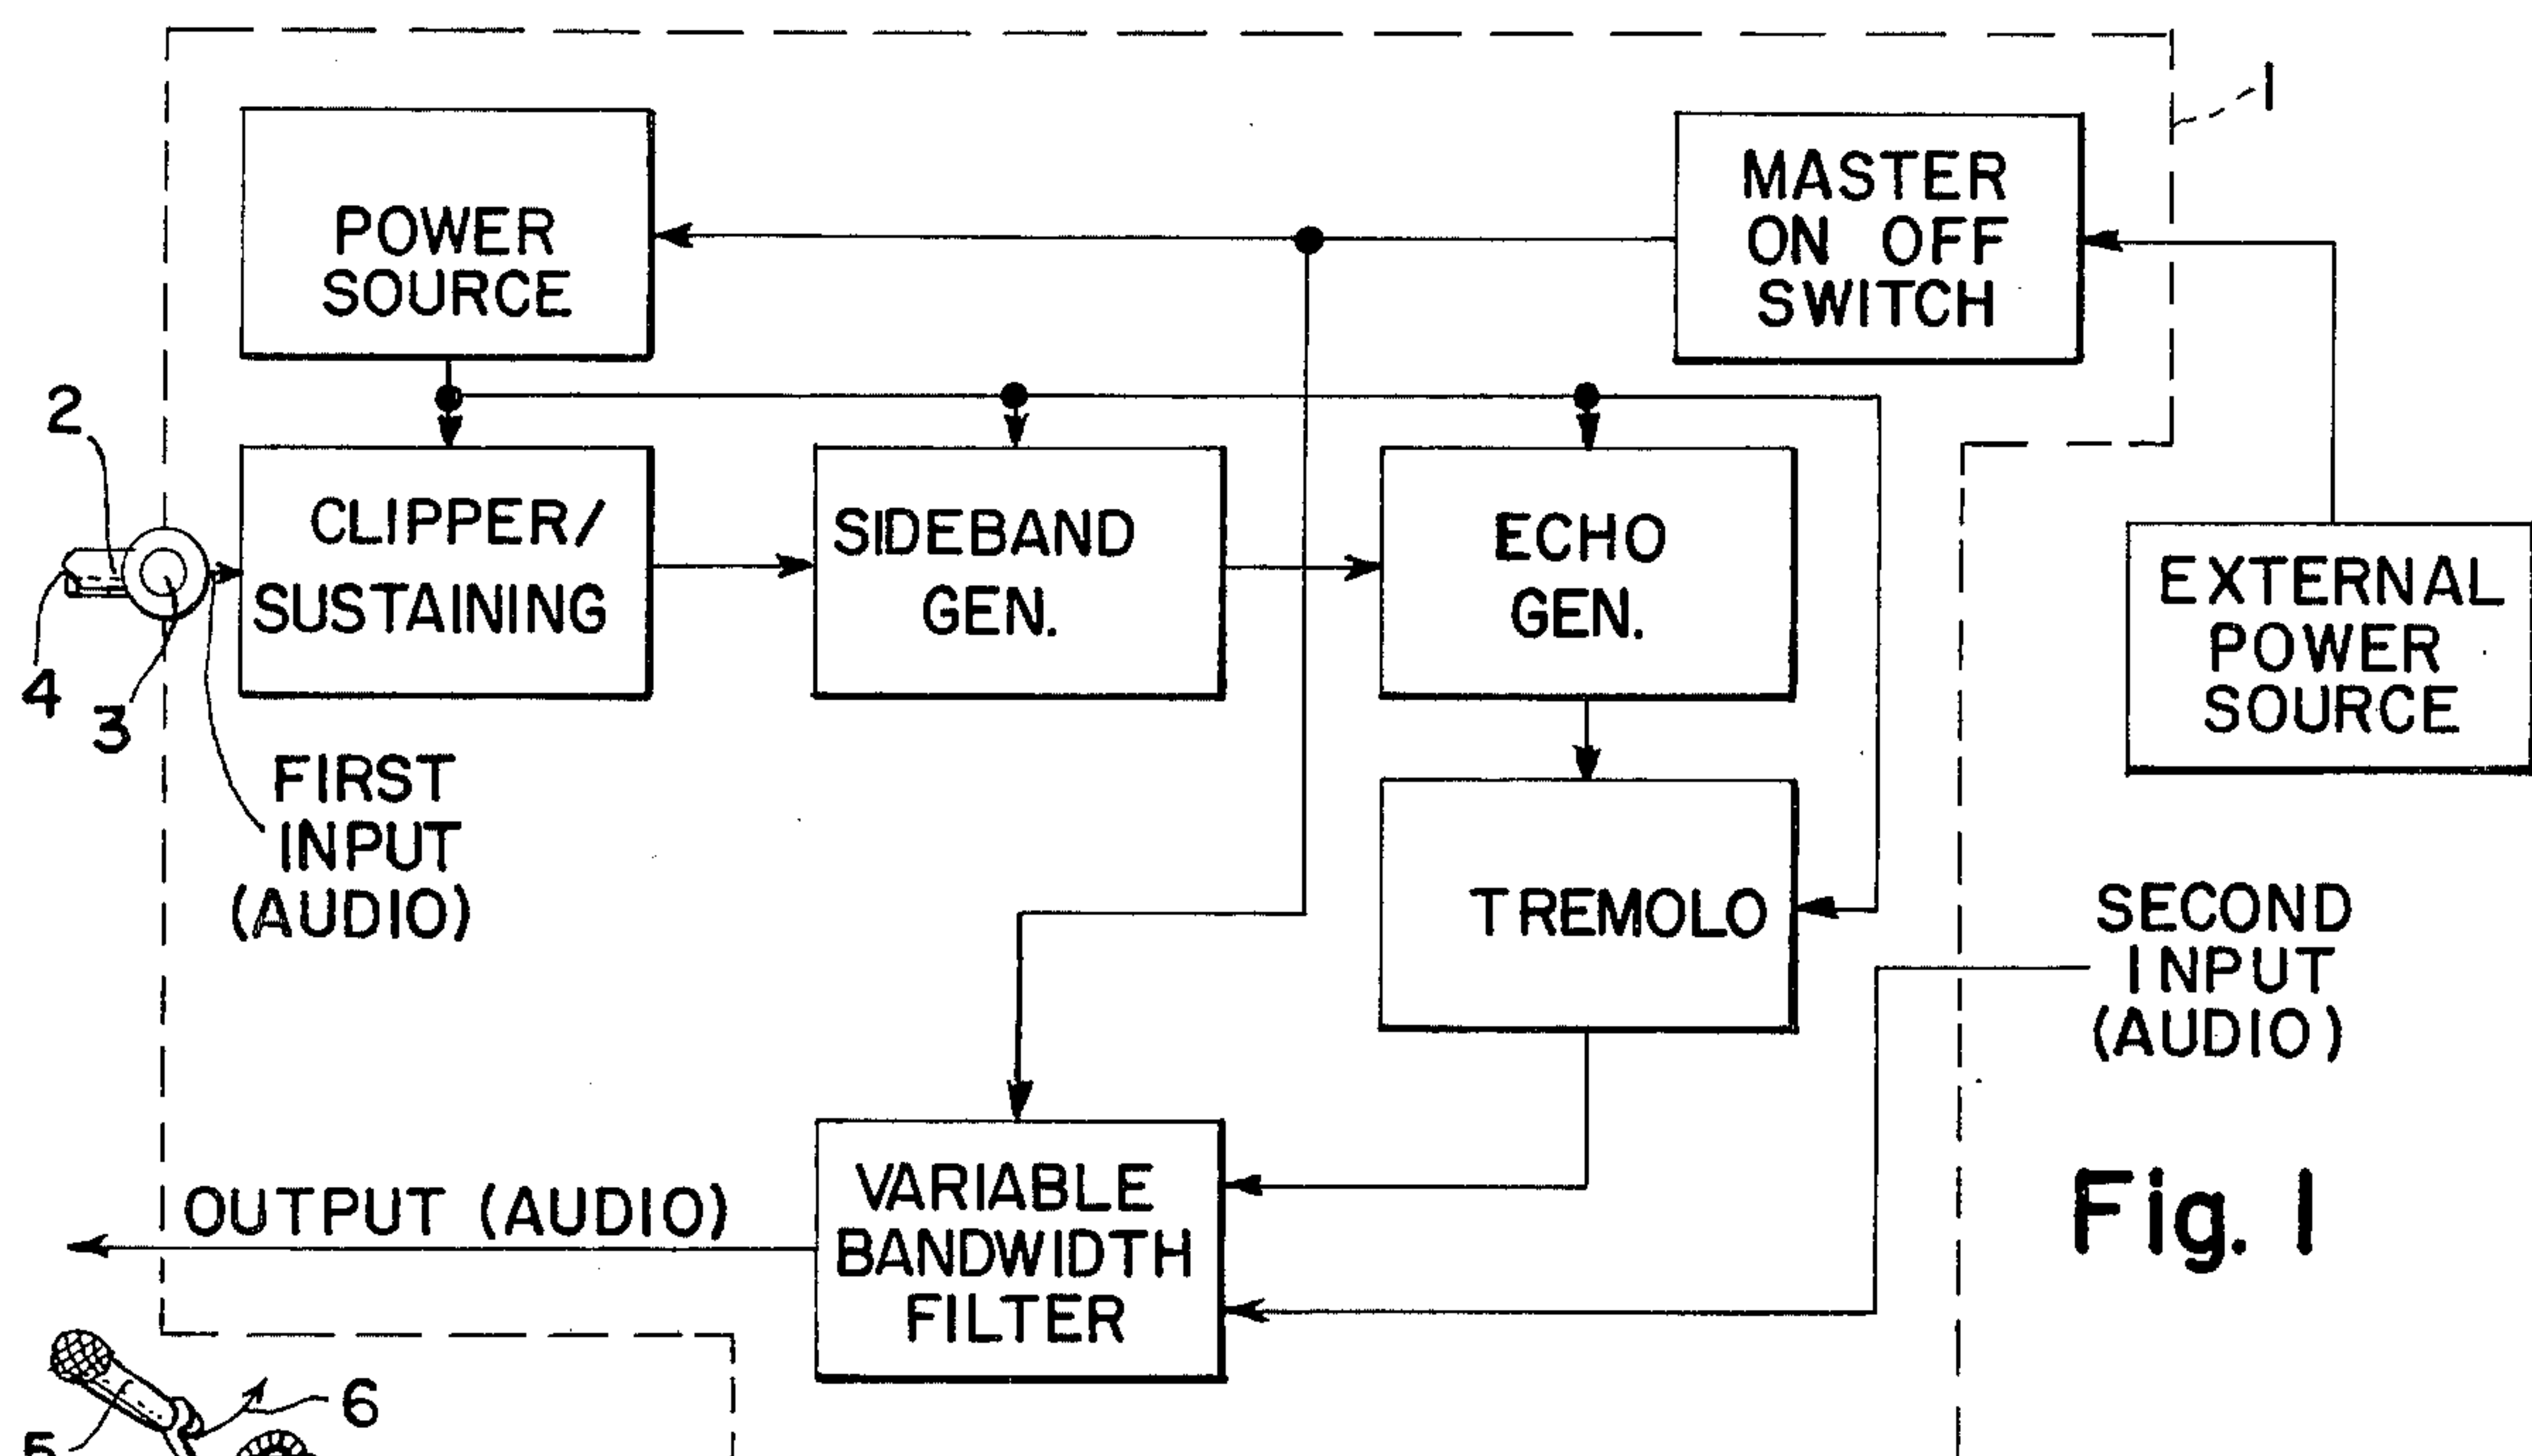 1
POWER
SOURCE
MASTER
ON OFF
SWITCH
2
CLIPPER/
SUSTAINING
SIDEBAND
GEN.
ECHO
GEN.
EXTERNAL
POWER
SOURCE
4
3
FIRST
INPUT
(AUDIO)
TREMOLO
SECOND
INPUT
(AUDIO)
OUTPUT (AUDIO)
VARIABLE
BANDWIDTH
FILTER
Fig. 1
6
5